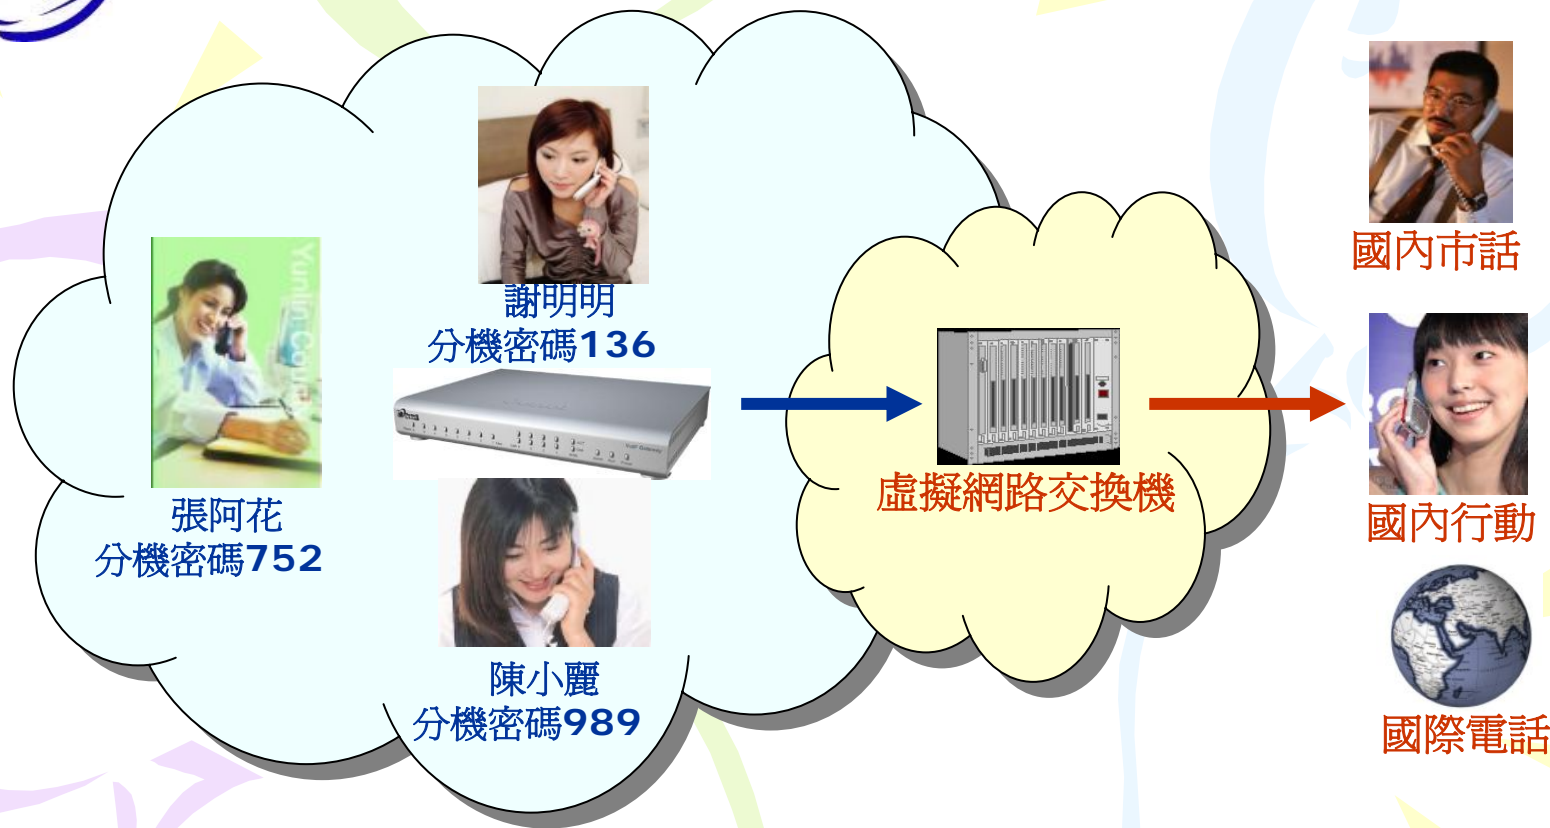 謝明明
分機密碼136
張阿花
分機密碼752
Yunlin Count
陳小麗
分機密碼989
虛擬網路交換機
國內市話
國內行動
國際電話